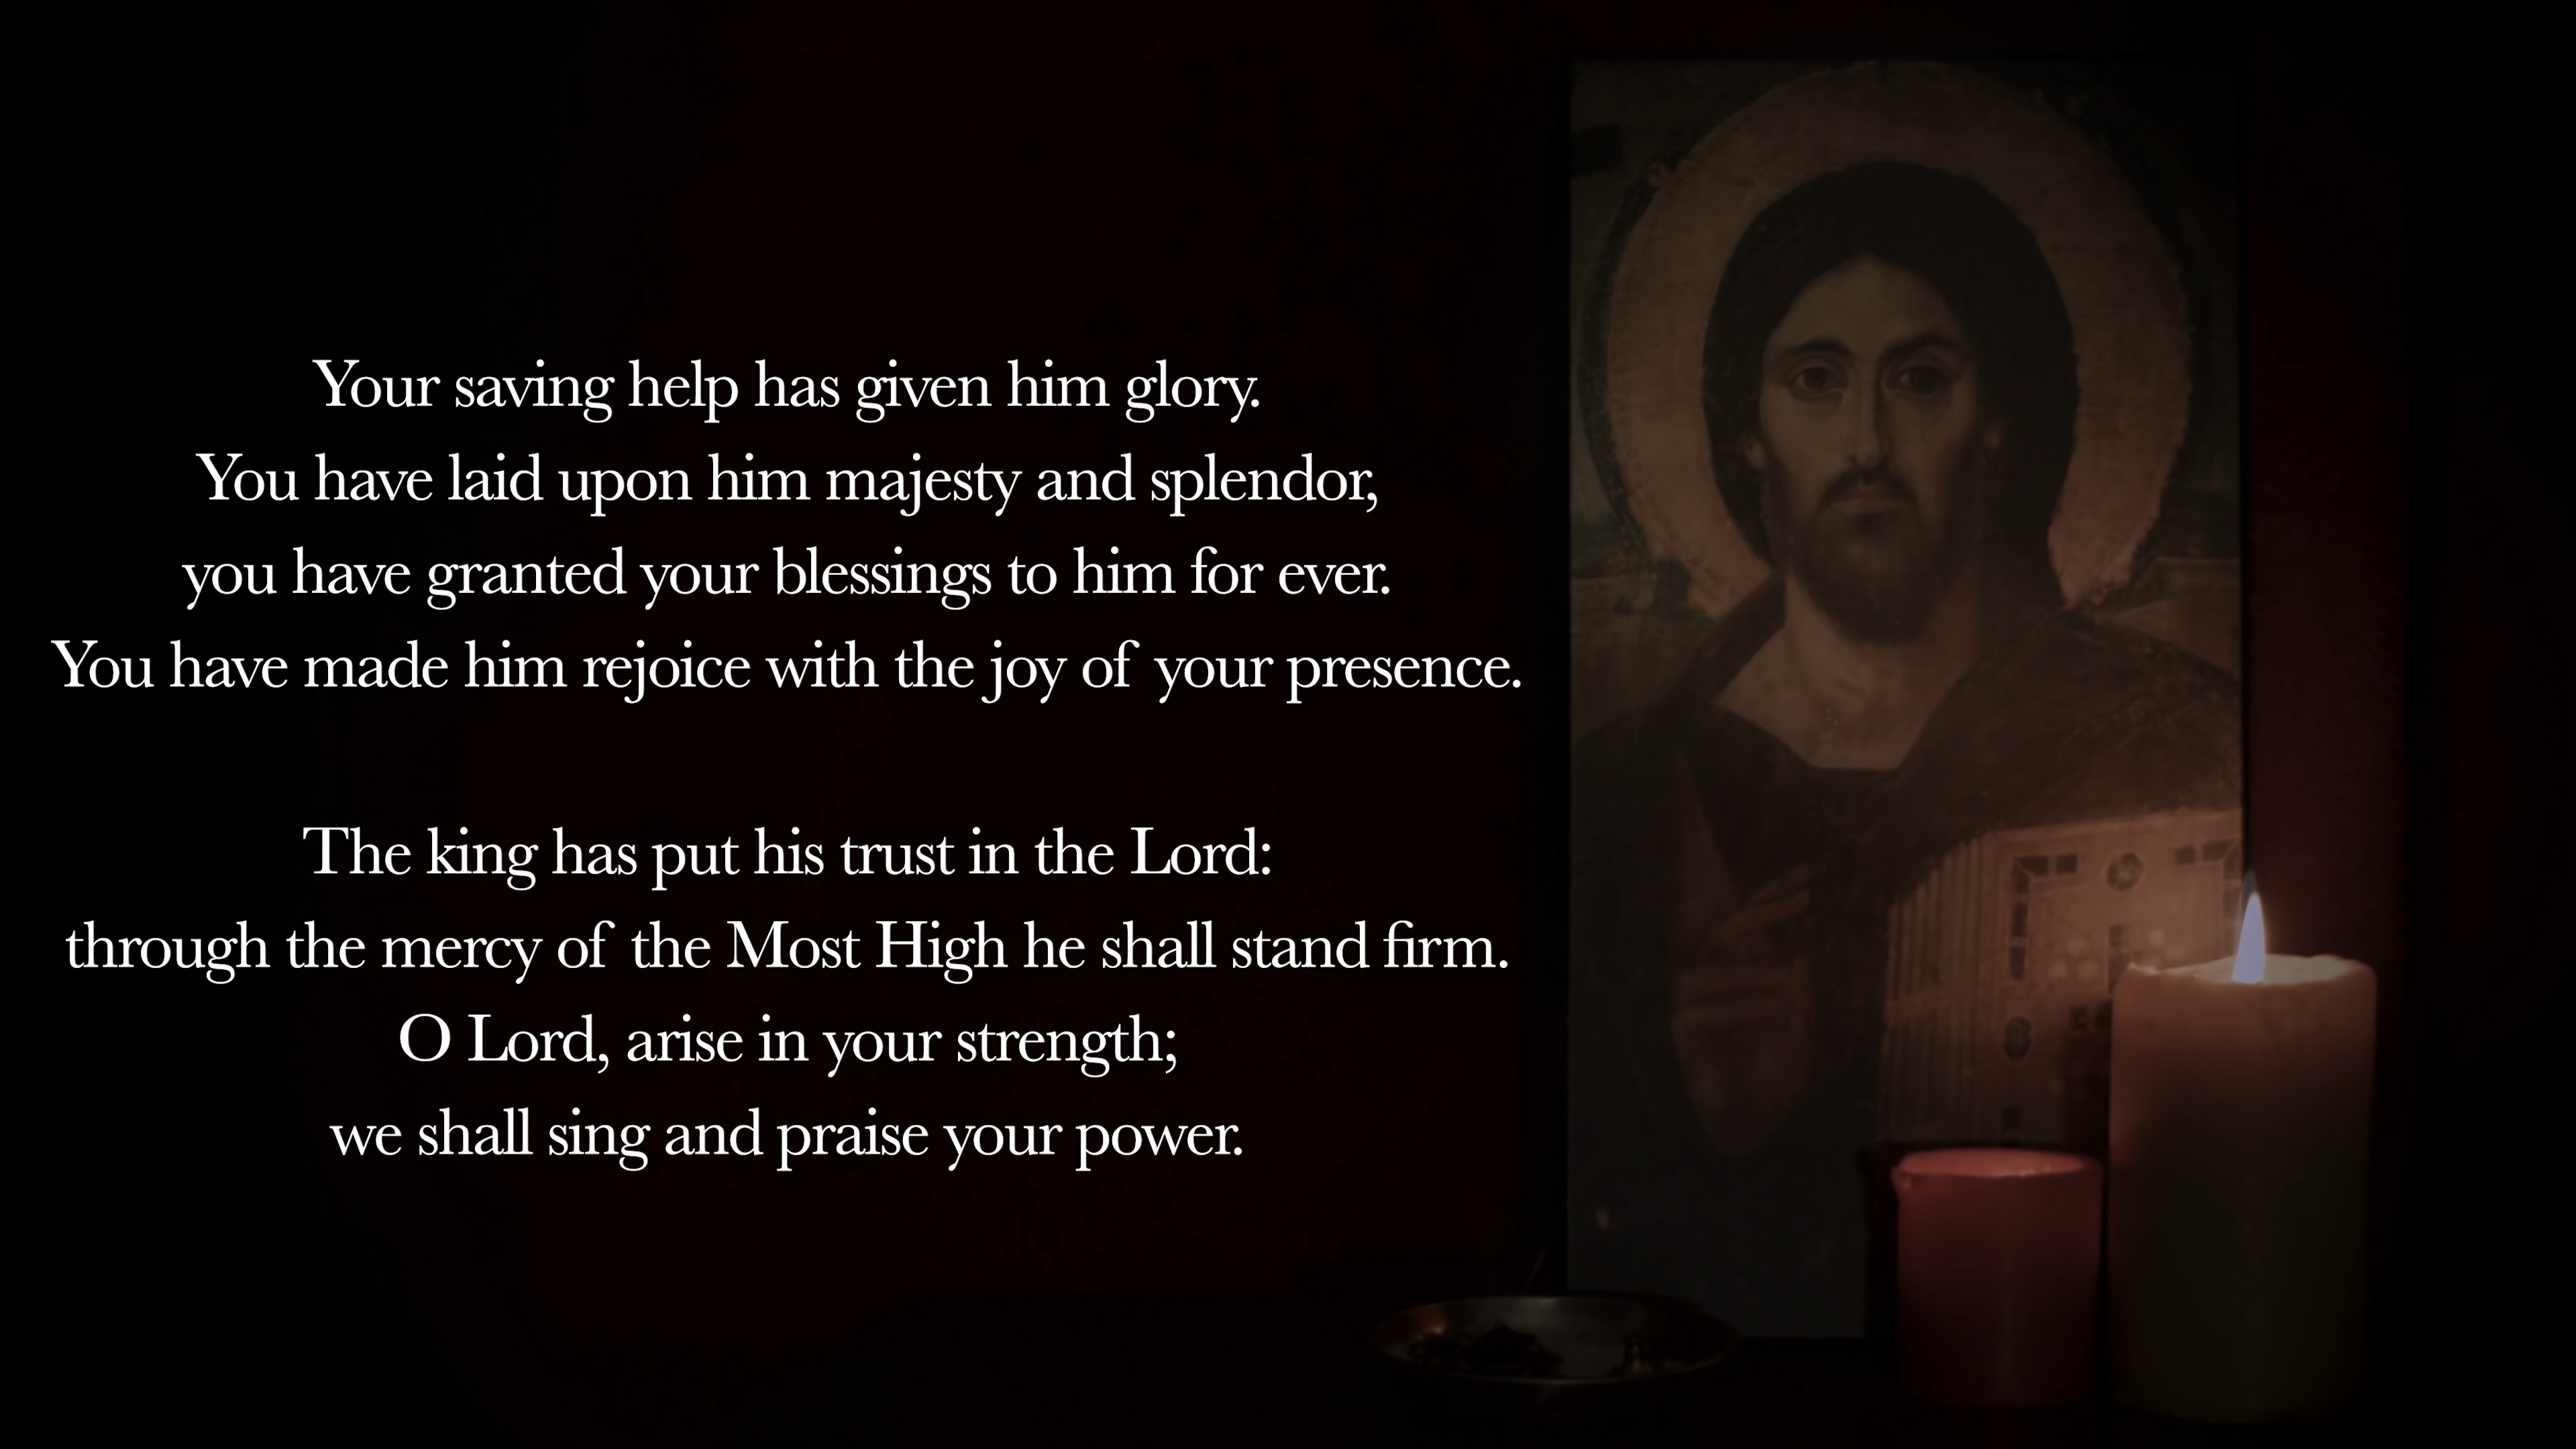 Your saving help has given him glory.
You have laid upon him majesty and splendor,
you have granted your blessings to him for ever.
You have made him rejoice with the joy of your presence.
The king has put his trust in the Lord:
through the mercy of the Most High he shall stand firm.
O Lord, arise in your strength;
we shall sing and praise your power.